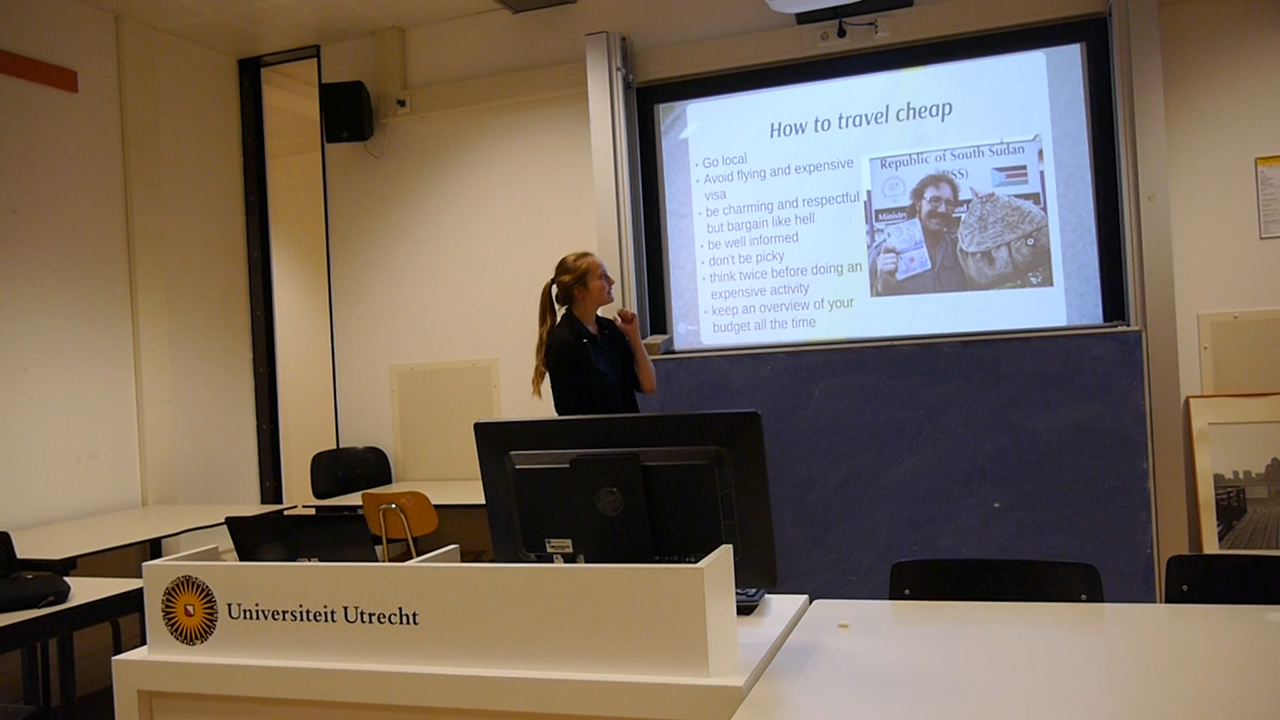 How to travel cheap
• Go local
• Avoid flying and expensive
visa
• be charming and respectful
but bargain like hell
• be well informed
• don't be picky
• think twice before doing an
expensive activity
• keep an overview of your
budget all the time
Republic of South Sudan
Universiteit Utrecht